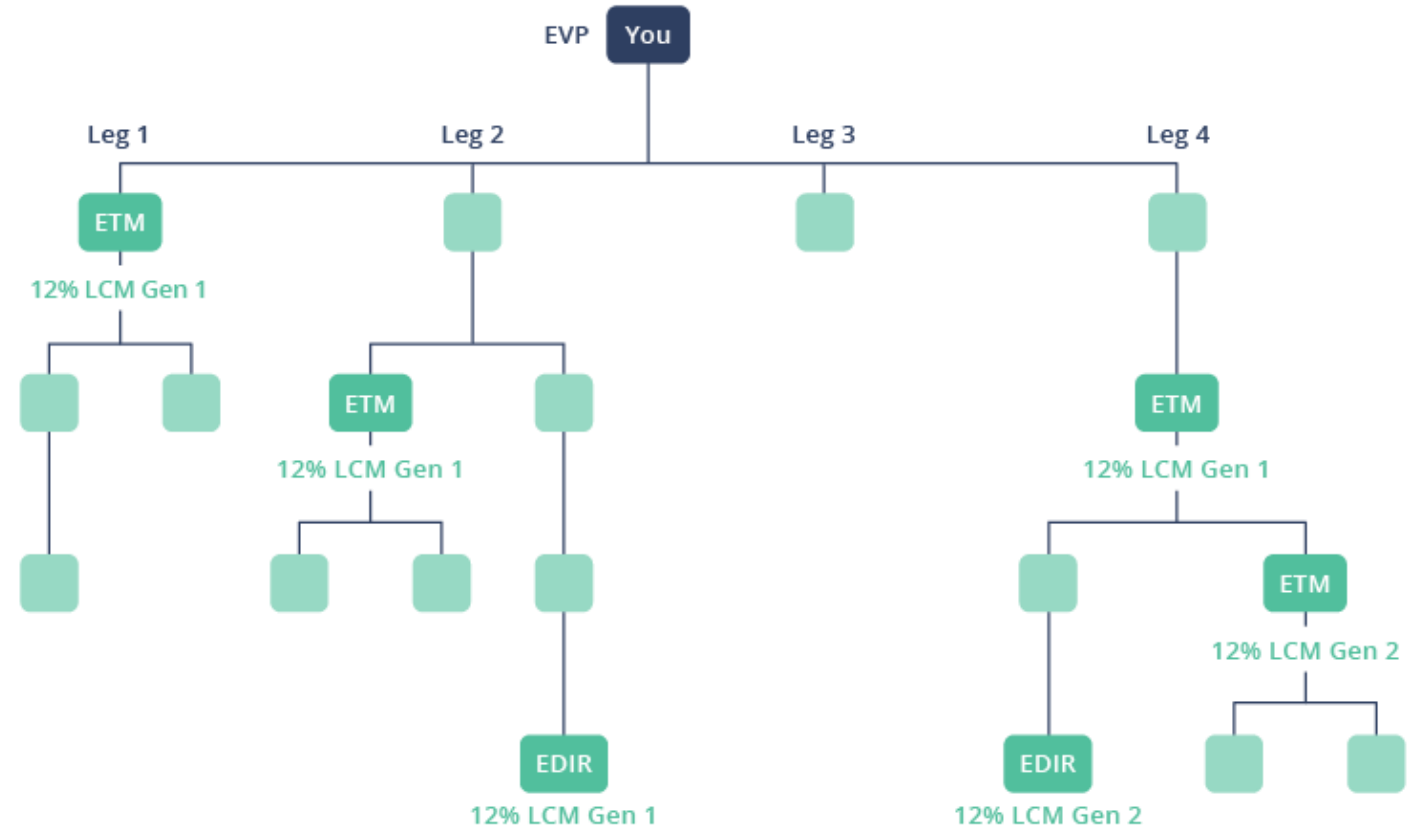 EVP You
Leg 1 Leg 2 Leg 3 Leg 4
ETM
12% LCM Gen 1
ETM ETM
12% LCM Gen 1 12% LCM Gen 1
ETM
12% LCM Gen 2
EDIR EDIR
12% LCM Gen 1 12% LCM Gen 2